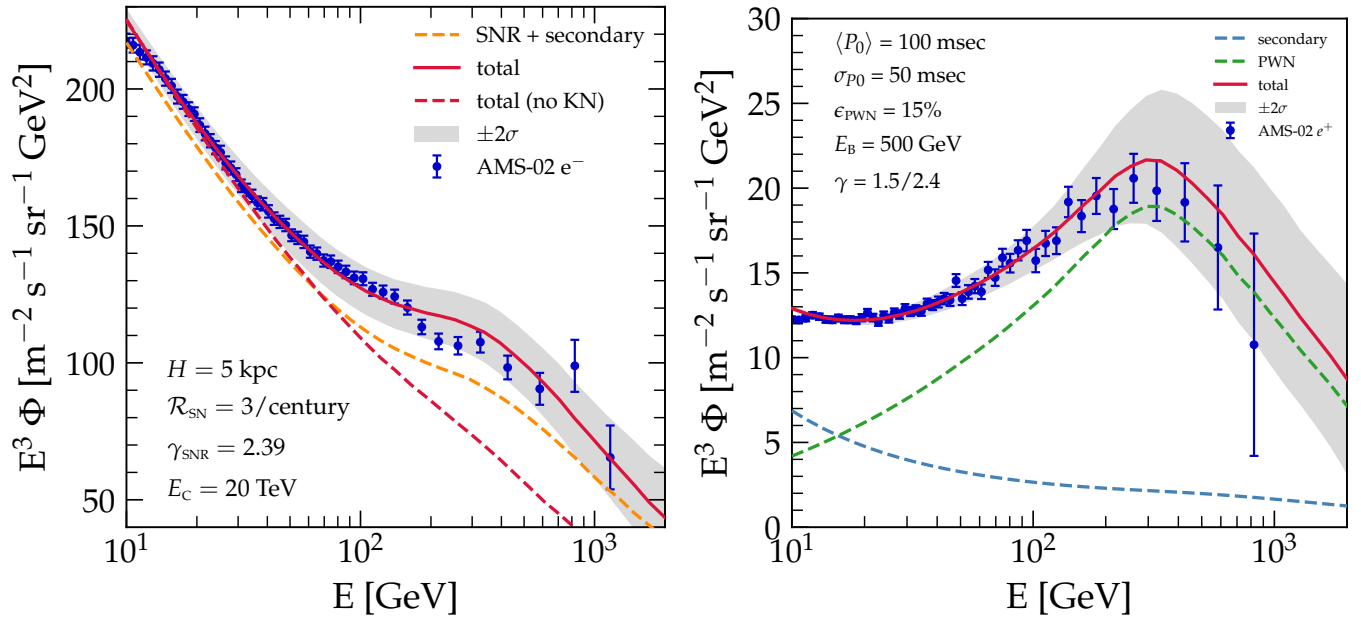 E³ Φ [m⁻² s⁻¹ sr⁻¹ GeV²]
200
150
100
50
SNR + secondary
total
total (no KN)
±2σ
AMS-02 e⁻
H = 5 kpc
R_SN = 3/century
γ_SNR = 2.39
E_C = 20 TeV
10¹
10²
10³
E [GeV]
E³ Φ [m⁻² s⁻¹ sr⁻¹ GeV²]
30
25
20
15
10
5
0
⟨P₀⟩ = 100 msec
σ_P0 = 50 msec
ϵ_PWN = 15%
E_B = 500 GeV
γ = 1.5/2.4
secondary
PWN
total
±2σ
AMS-02 e⁺
10¹
10²
10³
E [GeV]